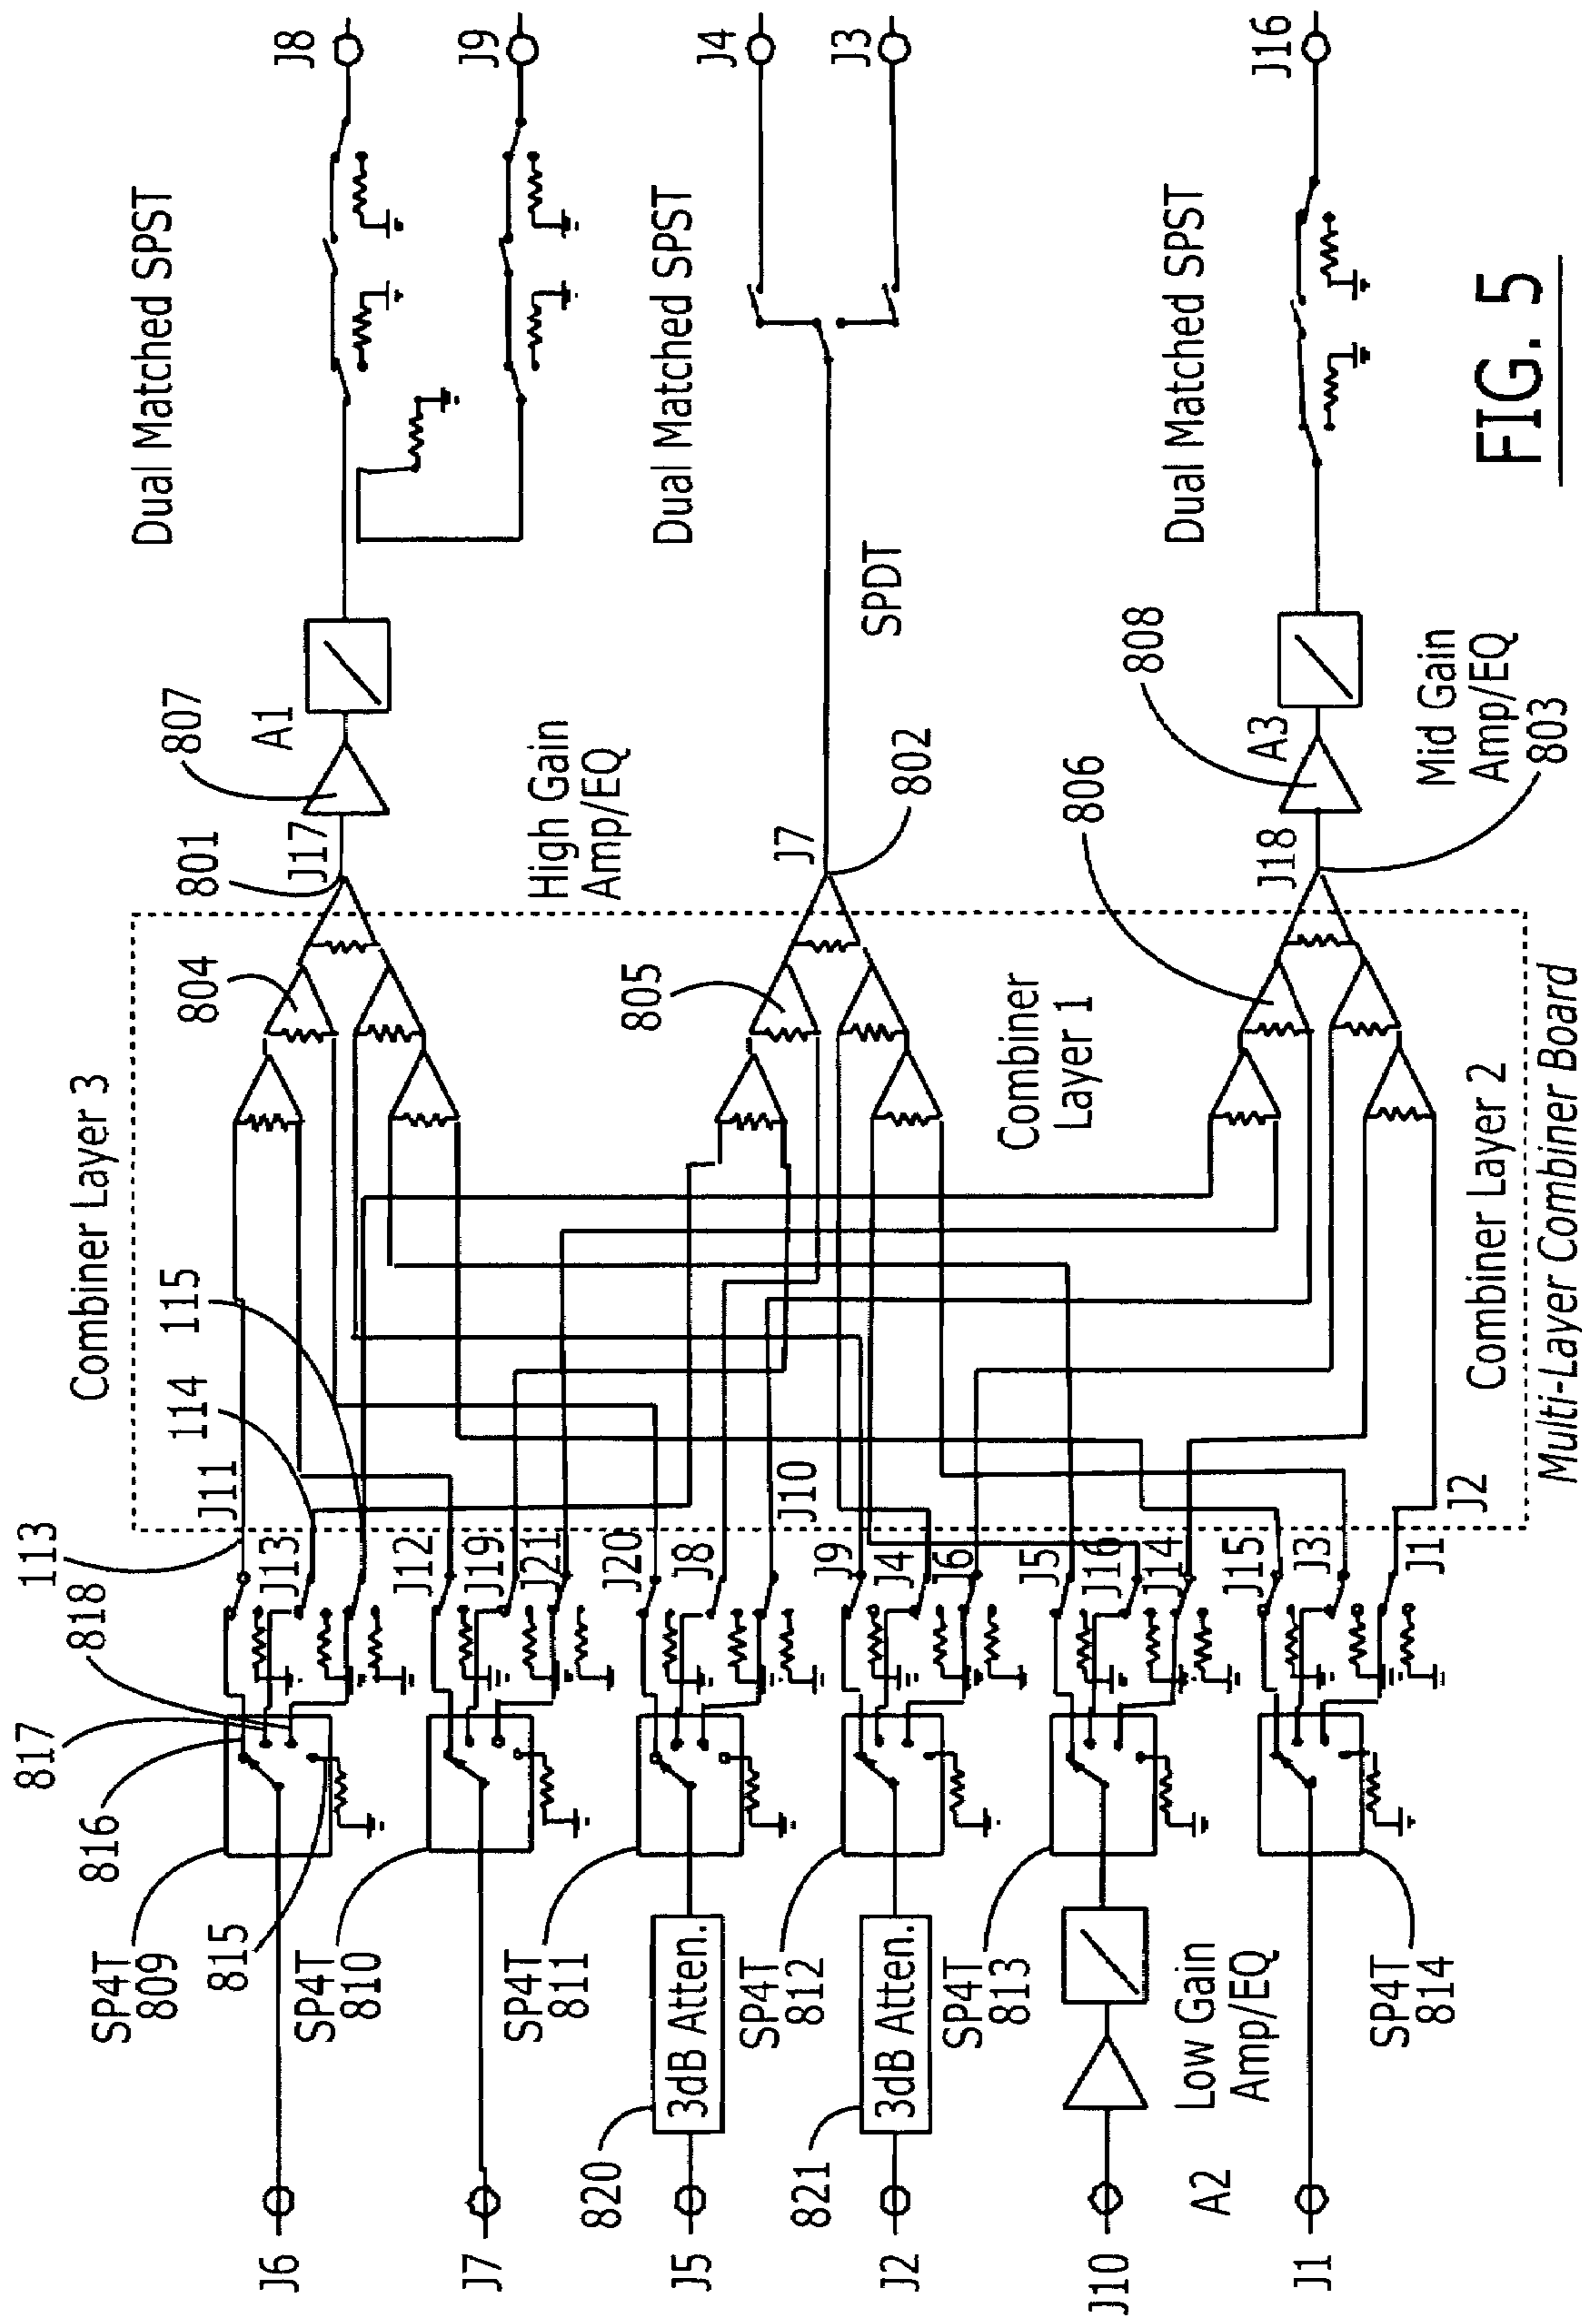 J8
J9
J4
J3
J16
Dual Matched SPST
Dual Matched SPST
Dual Matched SPST
FIG. 5
807
A1
801
J17
High Gain
Amp/EQ
SPDT
J7
802
808
A3
806
J18
Mid Gain
Amp/EQ
803
Combiner Layer 3
804
805
Combiner
Layer 1
Combiner Layer 2
Multi-Layer Combiner Board
115
114
113
J11
J13
J12
J19
J21
J20
J8
J10
J9
J4
J6
J5
J16
J14
J15
J3
J1
J2
818
817
816
815
SP4T
809
SP4T
810
SP4T
811
SP4T
812
SP4T
813
SP4T
814
820
3dB Atten.
821
3dB Atten.
Low Gain
Amp/EQ
A2
J6
J7
J5
J2
J10
J1